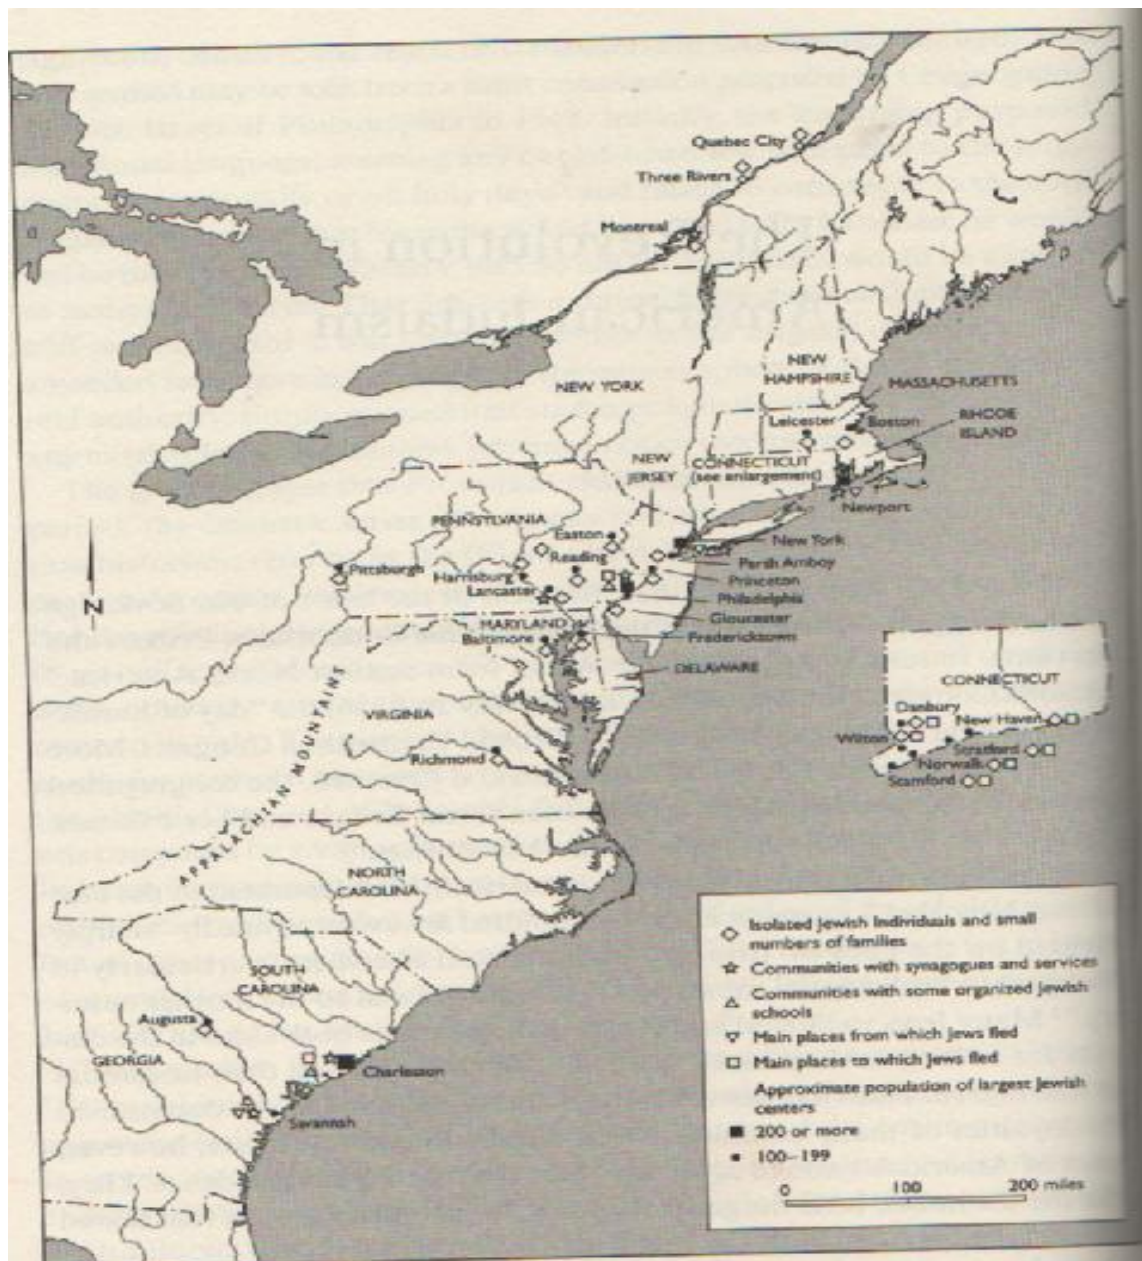 Quebec City
Three Rivers
Montreal
NEW
HAMPSHIRE
MASSACHUSETTS
NEW YORK
Leicester
Boston
RHODE
ISLAND
NEW
JERSEY
CONNECTICUT
(see enlargement)
Newport
PENNSYLVANIA
Easton
New York
Reading
Perth Amboy
Pittsburgh
Harrisburg
Princeton
Lancaster
Philadelphia
Gloucester
MARYLAND
Fredericktown
Baltimore
DELAWARE
N
CONNECTICUT
Danbury
New Haven
Wilton
Stratford
Norwalk
Stamford
VIRGINIA
Richmond
APPALACHIAN MOUNTAINS
NORTH
CAROLINA
SOUTH
CAROLINA
Augusta
GEORGIA
Charleston
Savannah
Isolated Jewish individuals and small
numbers of families
Communities with synagogues and services
Communities with some organized Jewish
schools
Main places from which Jews fled
Main places to which Jews fled
Approximate population of largest Jewish
centers
200 or more
100–199
0 100 200 miles